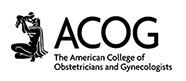 ACOG
The American College of
Obstetricians and Gynecologists